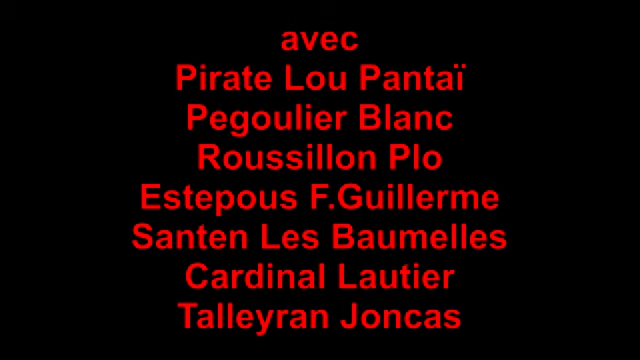 avec
Pirate Lou Pantaï
Pegoulier Blanc
Roussillon Plo
Estepous F.Guillerme
Santen Les Baumelles
Cardinal Lautier
Talleyran Joncas